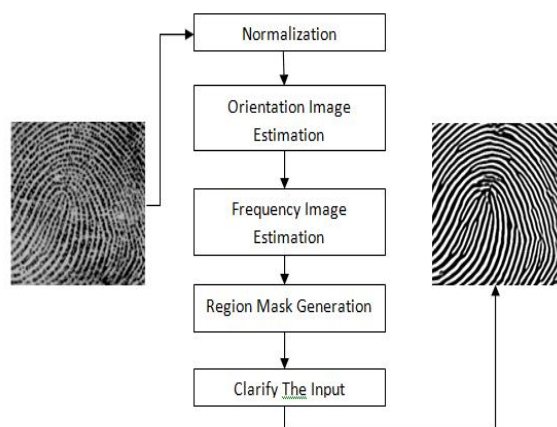 Normalization
Orientation Image
Estimation
Frequency Image
Estimation
Region Mask Generation
Clarify The Input